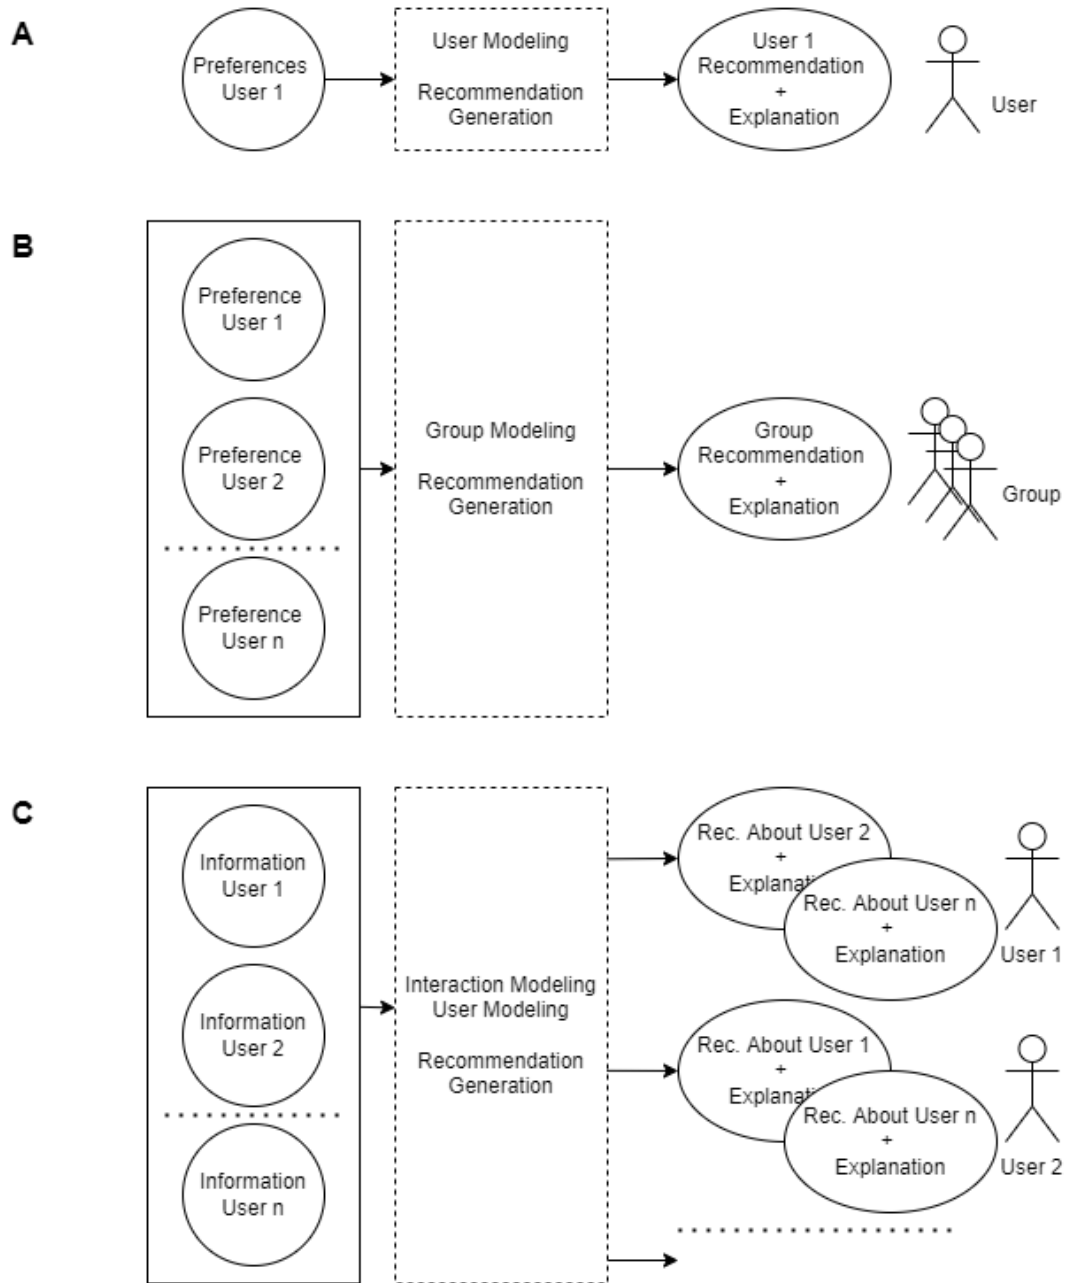 A
Preferences
User 1
User Modeling
Recommendation
Generation
User 1
Recommendation
+
Explanation
User
B
Preference
User 1
Preference
User 2
Preference
User n
Group Modeling
Recommendation
Generation
Group
Recommendation
+
Explanation
Group
C
Information
User 1
Information
User 2
Information
User n
Interaction Modeling
User Modeling
Recommendation
Generation
Rec. About User 2
+
Explanati
Rec. About User n
+
Explanation
User 1
Rec. About User 1
+
Explanati
Rec. About User n
+
Explanation
User 2